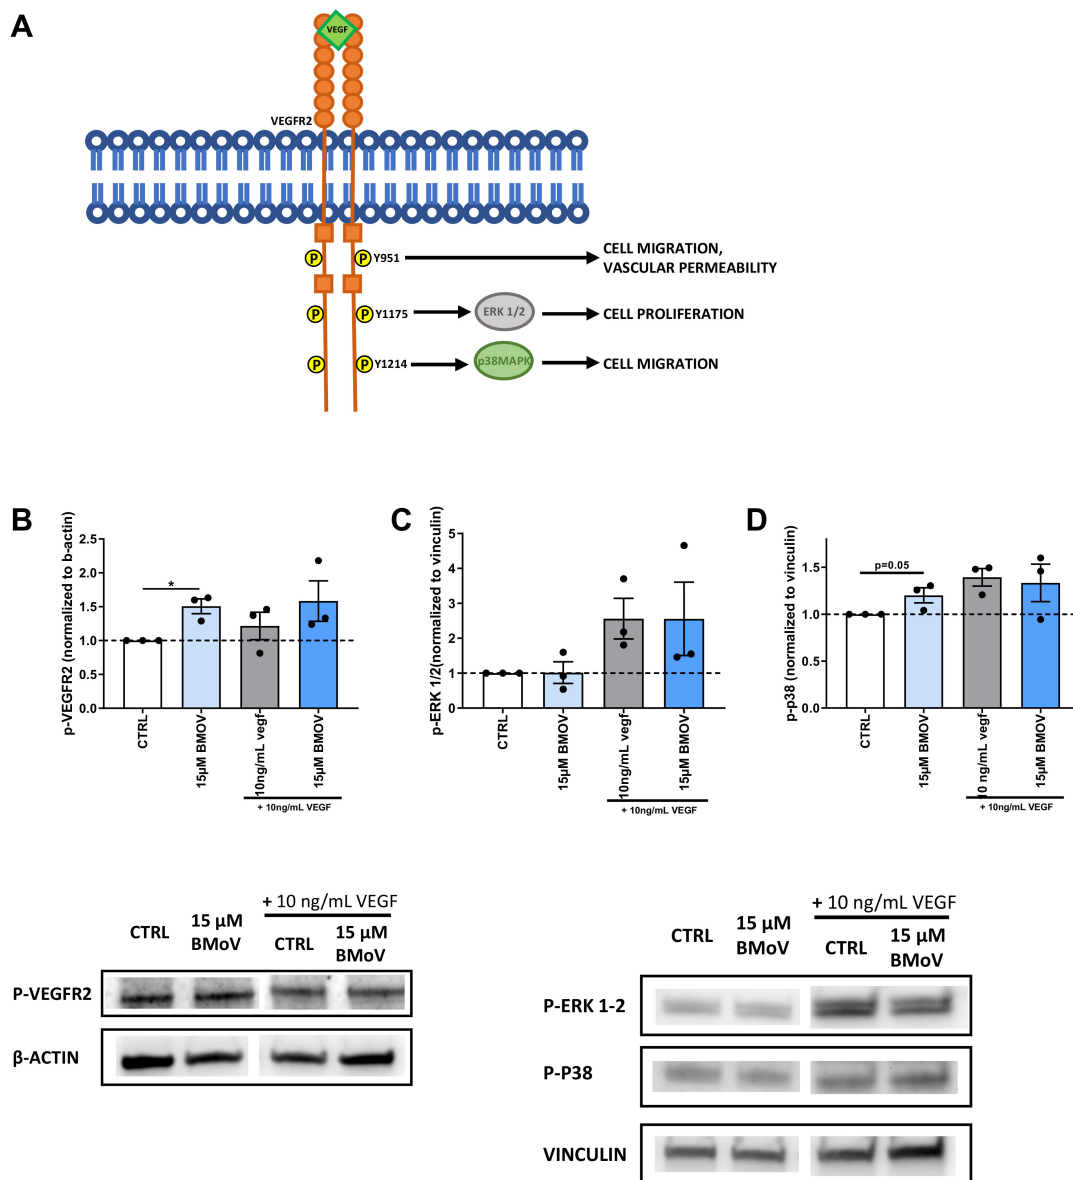 A
VEGF
VEGFR2
P
P
Y951
CELL MIGRATION,
VASCULAR PERMEABILITY
P
P
Y1175
ERK 1/2
CELL PROLIFERATION
P
P
Y1214
p38MAPK
CELL MIGRATION
B
p-VEGFR2 (normalized to b-actin)
2.5
2.0
1.5
1.0
0.5
0.0
*
CTRL
15µM BMOV
10ng/mL vegf
15µM BMOV
+ 10ng/mL VEGF
C
p-ERK 1/2(normalized to vinculin)
5
4
3
2
1
0
CTRL
15µM BMOV
10ng/mL vegf
15µM BMOV
+ 10ng/mL VEGF
D
p-p38 (normalized to vinculin)
1.5
1.0
0.5
0.0
p=0.05
CTRL
15µM BMOV
10 ng/mL vegf
15µM BMOV
+ 10ng/mL VEGF
+ 10 ng/mL VEGF
CTRL
15 µM
BMoV
CTRL
15 µM
BMoV
P-VEGFR2
β-ACTIN
+ 10 ng/mL VEGF
CTRL
15 µM
BMoV
CTRL
15 µM
BMoV
P-ERK 1-2
P-P38
VINCULIN